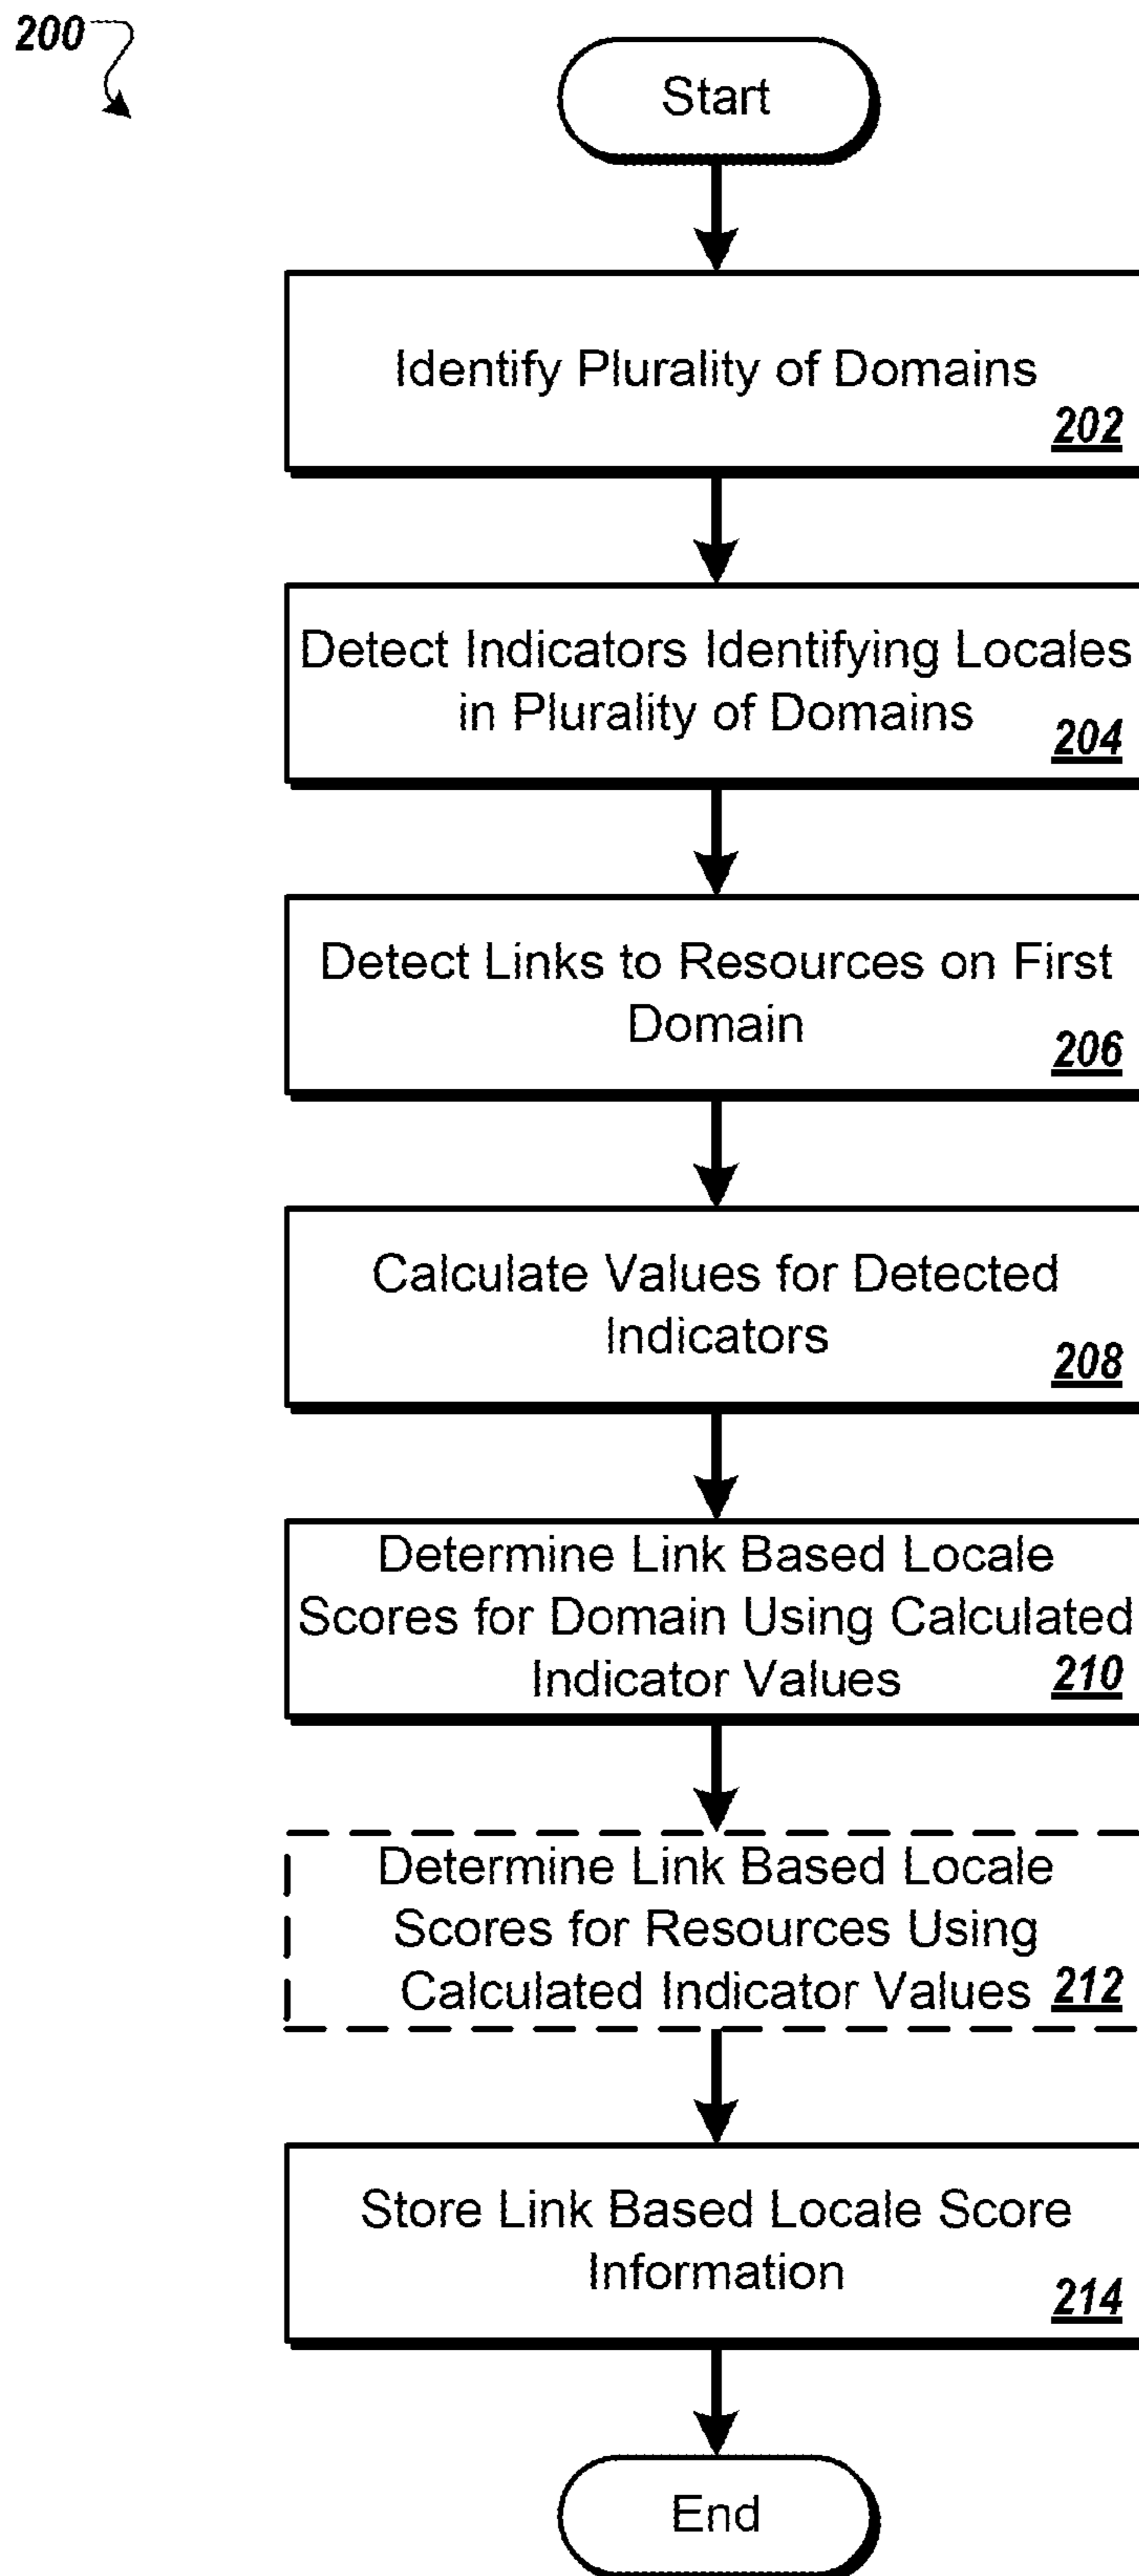 200
Start
Identify Plurality of Domains
202
Detect Indicators Identifying Locales
in Plurality of Domains
204
Detect Links to Resources on First
Domain
206
Calculate Values for Detected
Indicators
208
Determine Link Based Locale
Scores for Domain Using Calculated
Indicator Values
210
Determine Link Based Locale
Scores for Resources Using
Calculated Indicator Values
212
Store Link Based Locale Score
Information
214
End